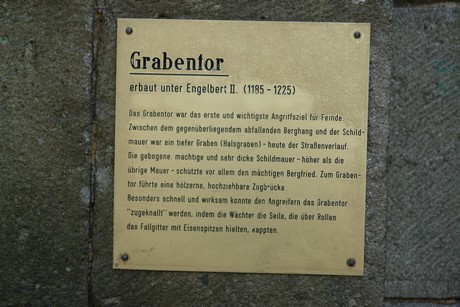 Grabentor
erbaut unter Engelbert II. (1185 - 1225)
Das Grabentor war das erste und wichtigste Angriffsziel für Feinde.
Zwischen dem gegenüberliegendem abfallenden Berghang und der Schild-
mauer war ein tiefer Graben (Halsgraben) - heute der Straßenverlauf.
Die gebogene, mächtige und sehr dicke Schildmauer - höher als die
übrige Mauer - schützte vor allem den mächtigen Bergfried. Zum Graben-
tor führte eine hölzerne, hochziehbare Zugbrücke.
Besonders schnell und wirksam konnte den Angreifern das Grabentor
"zugeknallt" werden, indem die Wächter die Seile, die über Rollen
das Fallgitter mit Eisenspitzen hielten, kappten.